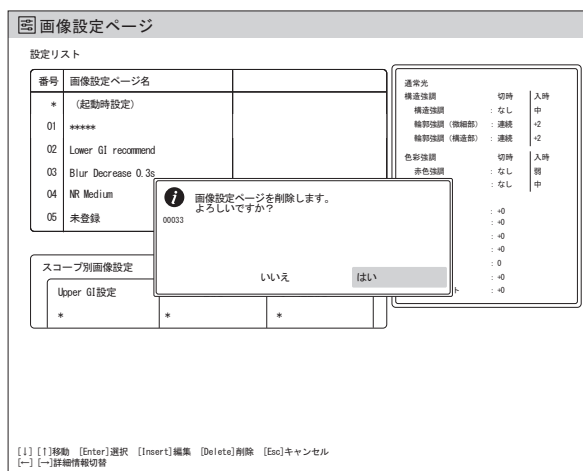 画像設定ページ
設定リスト
番号 画像設定ページ名
* （起動時設定）
01 *****
02 Lower GI recommend
03 Blur Decrease 0.3s
04 NR Medium
05 未登録
通常光
構造強調 切時 入時
構造強調 : なし 中
輪郭強調（微細部） : 連続 +2
輪郭強調（構造部） : 連続 +2
色彩強調 切時 入時
赤色強調 : なし 弱
: なし 中
: +0
: +0
: +0
: +0
: 0
: +0
ト : +0
00033
画像設定ページを削除します。
よろしいですか？
いいえ はい
スコープ別画像設定
Upper GI設定
* * *
[↓] [↑]移動 [Enter]選択 [Insert]編集 [Delete]削除 [Esc]キャンセル
[←] [→]詳細情報切替